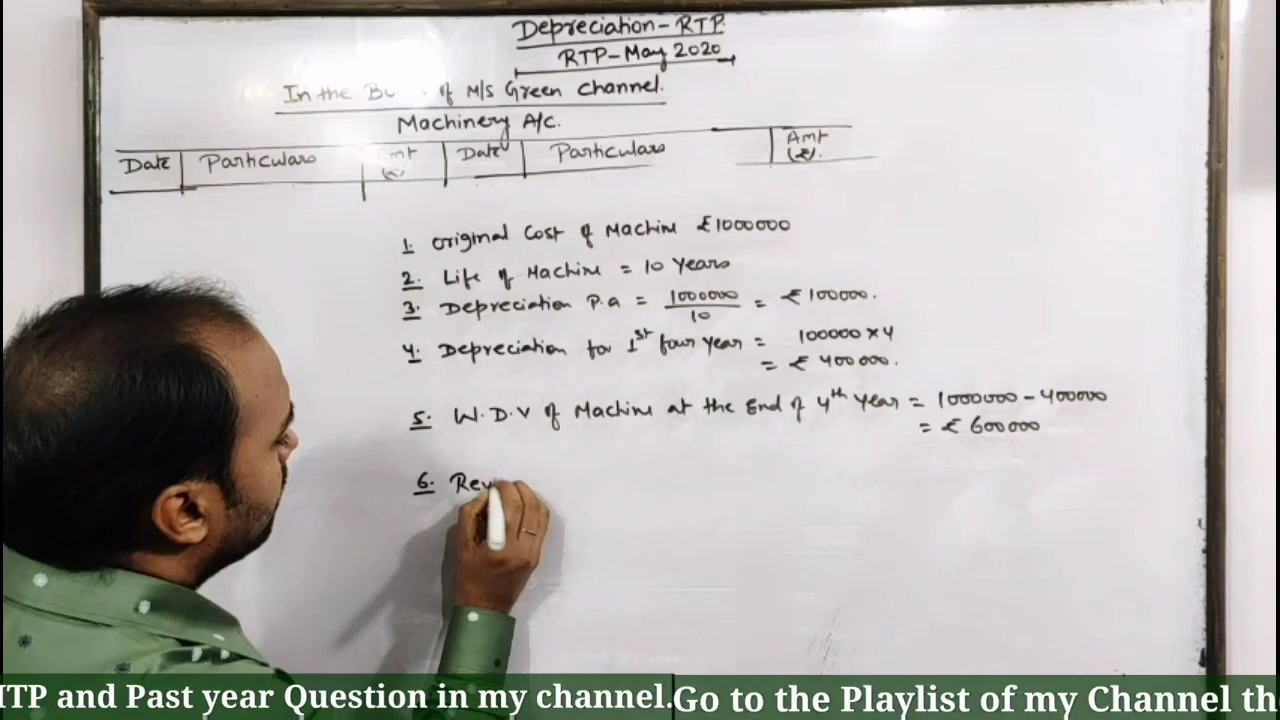 Depreciation-RTP.
RTP-May 2020
In the of M/S Green Channel.
Machinery A/c.
Date Particulars Amt (₹) Date Particulars Amt (₹).
1. Original Cost of Machine ₹1000000
2. Life of Machine = 10 Years
3. Depreciation P.a = 1000000/10 = ₹100000.
4. Depreciation for 1st four year = 100000 x 4
= ₹ 400000.
5. W.D.V of Machine at the End of 4th Year = 1000000 - 400000
= ₹ 600000
6. Rev
ITP and Past year Question in my channel. Go to the Playlist of my Channel th